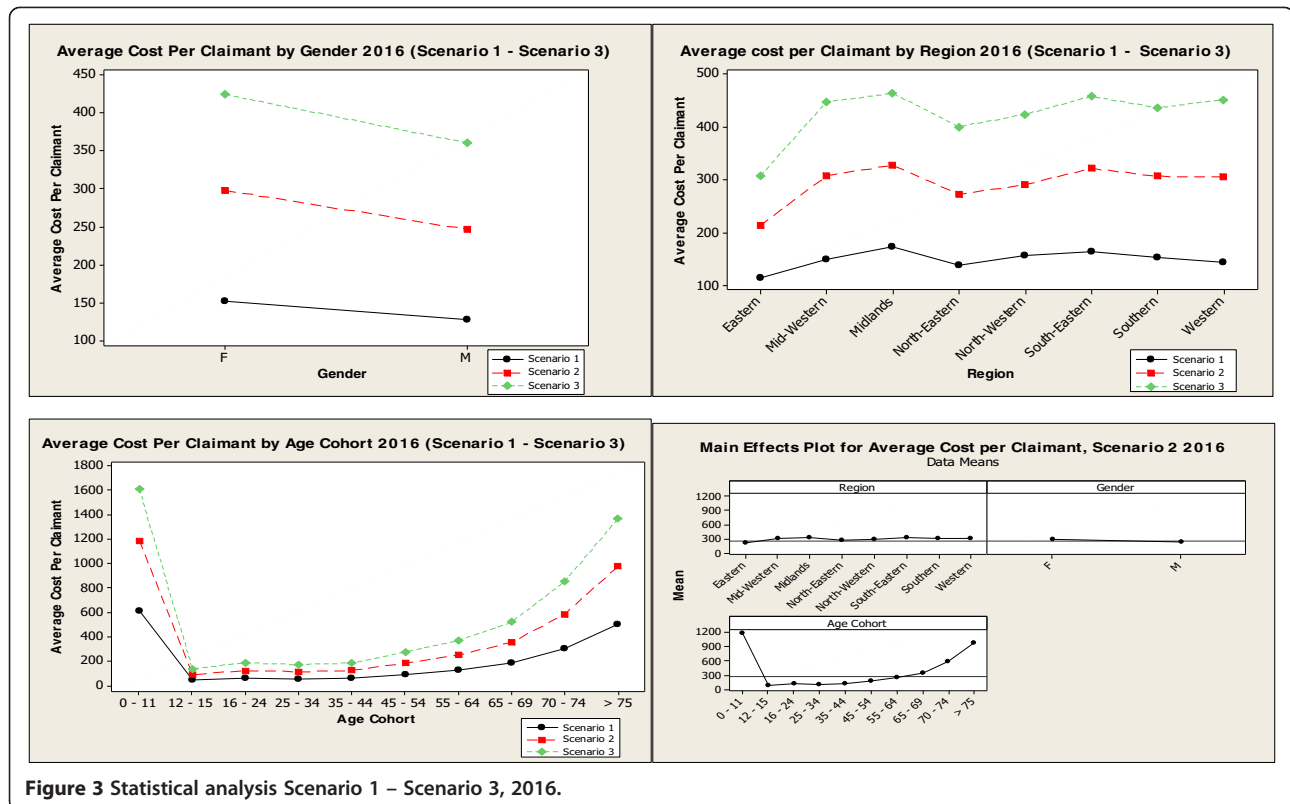 Average Cost Per Claimant by Gender 2016 (Scenario 1 - Scenario 3)
450
400
350
300
250
200
150
100
Average Cost Per Claimant
F
M
Gender
Scenario 1
Scenario 2
Scenario 3
Average cost per Claimant by Region 2016 (Scenario 1 - Scenario 3)
500
400
300
200
100
Average Cost Per Claimant
Eastern
Mid-Western
Midlands
North-Eastern
North-Western
South-Eastern
Southern
Western
Region
Scenario 1
Scenario 2
Scenario 3
Average Cost Per Claimant by Age Cohort 2016 (Scenario 1 - Scenario 3)
1800
1600
1400
1200
1000
800
600
400
200
0
Average Cost Per Claimant
0 - 11
12 - 15
16 - 24
25 - 34
35 - 44
45 - 54
55 - 64
65 - 69
70 - 74
> 75
Age Cohort
Scenario 1
Scenario 2
Scenario 3
Main Effects Plot for Average Cost per Claimant, Scenario 2 2016
Data Means
Mean
Region
Gender
1200
900
600
300
0
Eastern
Mid-Western
Midlands
North-Eastern
North-Western
South-Eastern
Southern
Western
F
M
Age Cohort
1200
900
600
300
0
0 - 11
12 - 15
16 - 24
25 - 34
35 - 44
45 - 54
55 - 64
65 - 69
70 - 74
> 75
Figure 3 Statistical analysis Scenario 1 – Scenario 3, 2016.